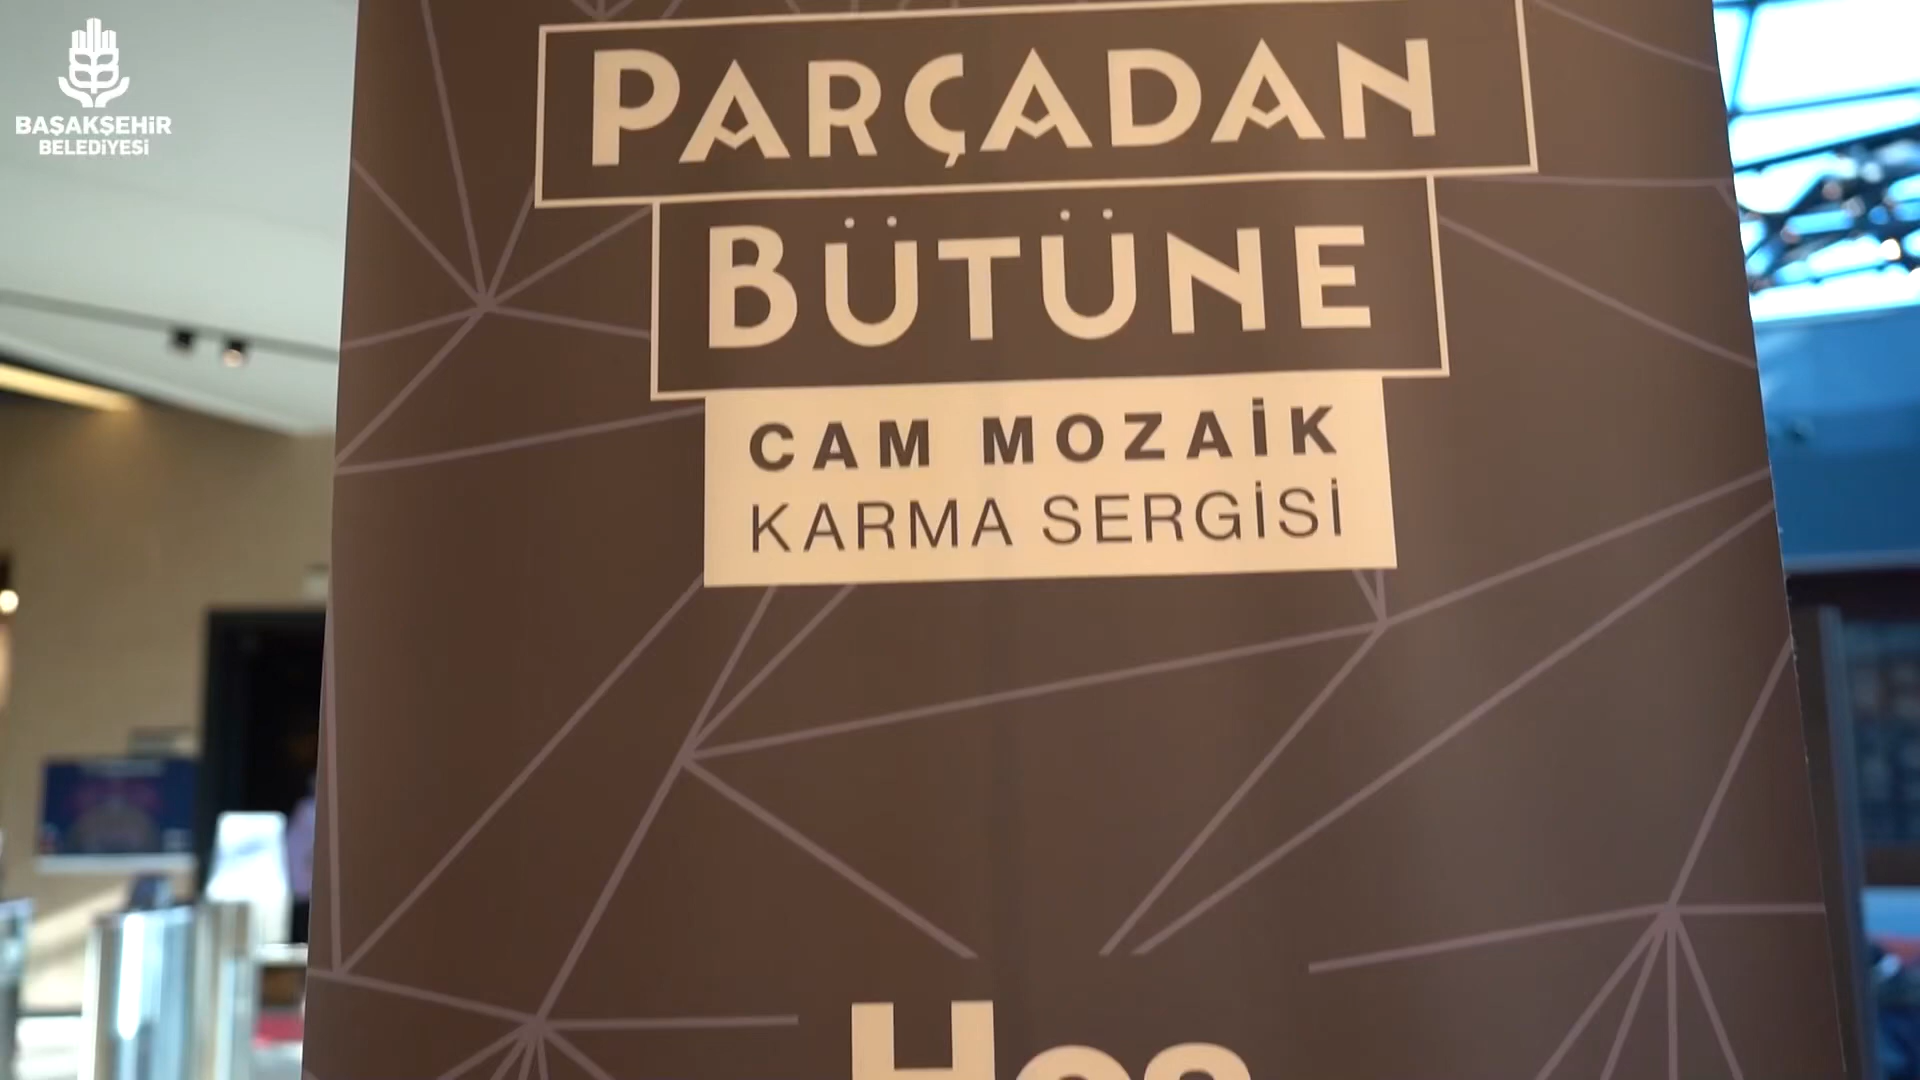 BAŞAKŞEHİR
BELEDİYESİ
PARÇADAN
BÜTÜNE
CAM MOZAİK
KARMA SERGİSİ